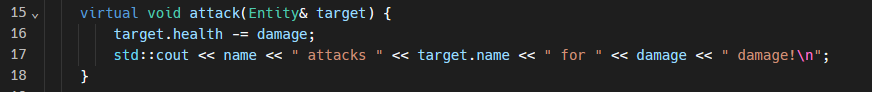 15 virtual void attack(Entity& target) {
16 target.health -= damage;
17 std::cout << name << " attacks " << target.name << " for " << damage << " damage!\n";
18 }